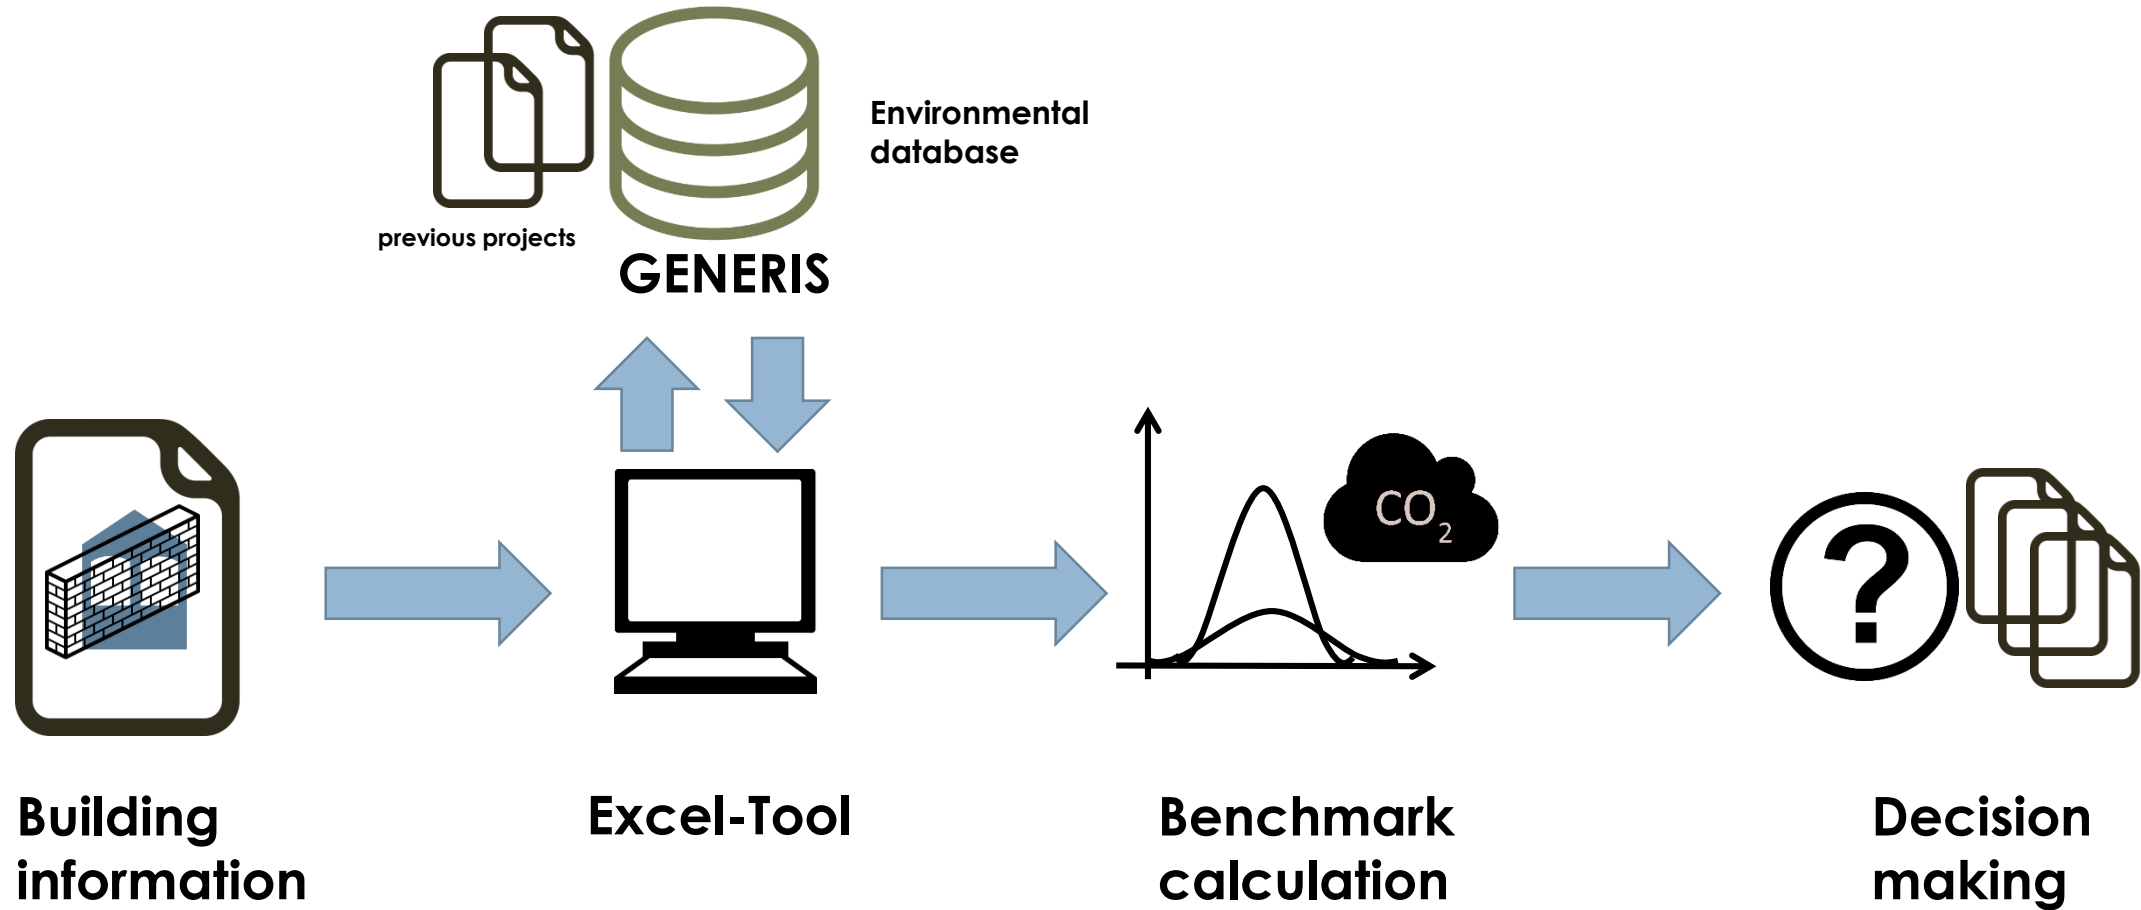 Environmental
database
previous projects
GENERIS
CO2
?
Building
information
Excel-Tool
Benchmark
calculation
Decision
making